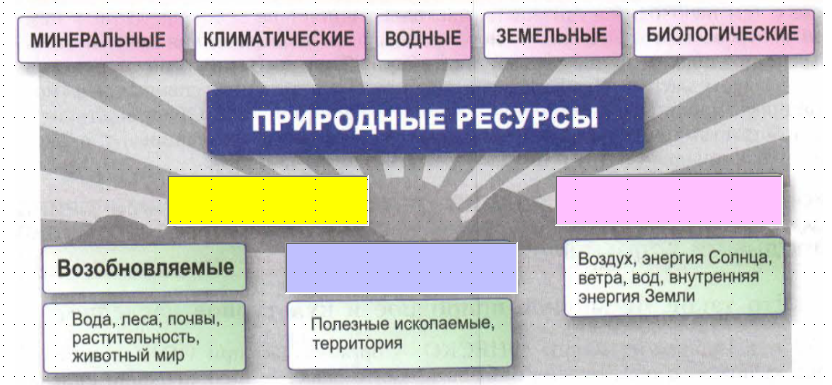 МИНЕРАЛЬНЫЕ КЛИМАТИЧЕСКИЕ ВОДНЫЕ ЗЕМЕЛЬНЫЕ БИОЛОГИЧЕСКИЕ
ПРИРОДНЫЕ РЕСУРСЫ
Возобновляемые
Вода, леса, почвы,
растительность,
животный мир
Полезные ископаемые,
территория
Воздух, энергия Солнца,
ветра, вод, внутренняя
энергия Земли